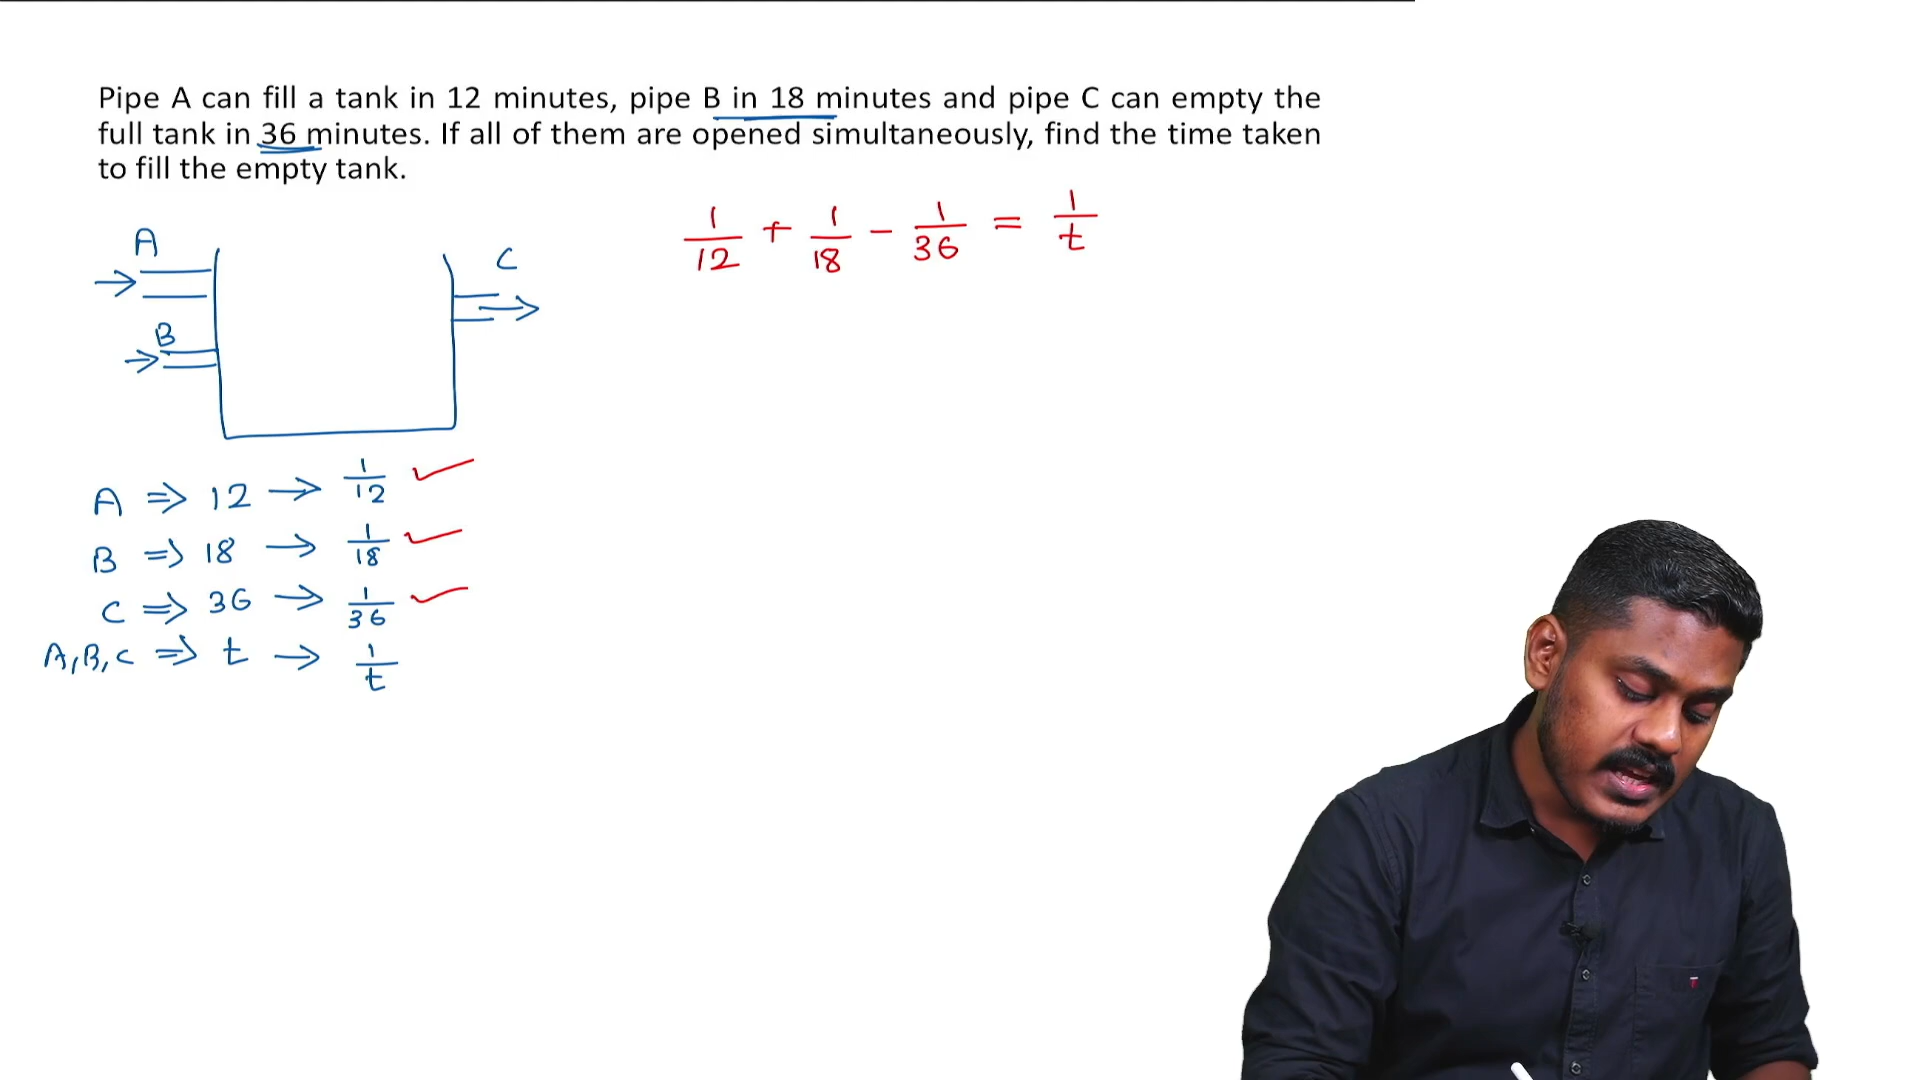 Pipe A can fill a tank in 12 minutes, pipe B in 18 minutes and pipe C can empty the
full tank in 36 minutes. If all of them are opened simultaneously, find the time taken
to fill the empty tank.
1/12 + 1/18 - 1/36 = 1/t
A
C
B
A ⇒ 12 → 1/12 ✓
B ⇒ 18 → 1/18 ✓
C ⇒ 36 → 1/36 ✓
A,B,C ⇒ t → 1/t